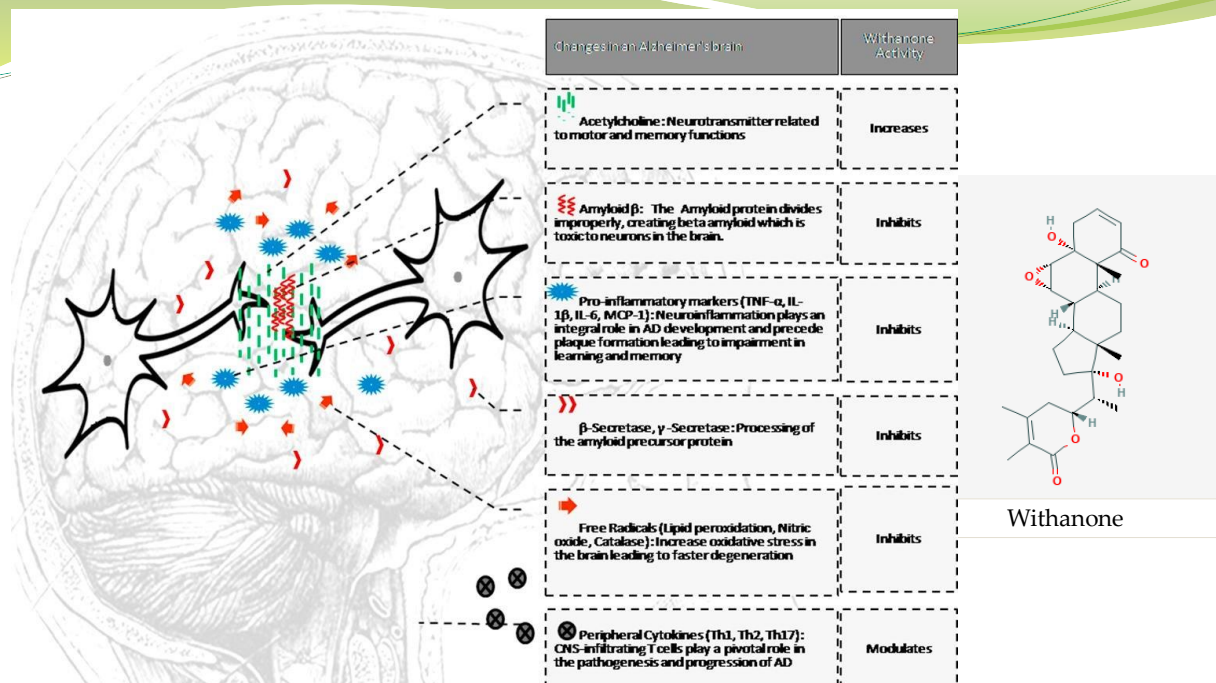 Changes in an Alzheimer's brain
Withanone
Activity
Acetylcholine: Neurotransmitter related
to motor and memory functions
Increases
Amyloid β: The Amyloid protein divides
improperly, creating beta amyloid which is
toxic to neurons in the brain.
Inhibits
Pro-inflammatory markers (TNF-α, IL-
1β, IL-6, MCP-1): Neuroinflammation plays an
integral role in AD development and precede
plaque formation leading to impairment in
learning and memory
Inhibits
β-Secretase, γ -Secretase: Processing of
the amyloid precursor protein
Inhibits
Free Radicals (Lipid peroxidation, Nitric
oxide, Catalase): Increase oxidative stress in
the brain leading to faster degeneration
Inhibits
Peripheral Cytokines (Th1, Th2, Th17):
CNS-infiltrating T cells play a pivotal role in
the pathogenesis and progression of AD
Modulates
H
O
O
O
H
H
H
O
H
H
O
O
Withanone